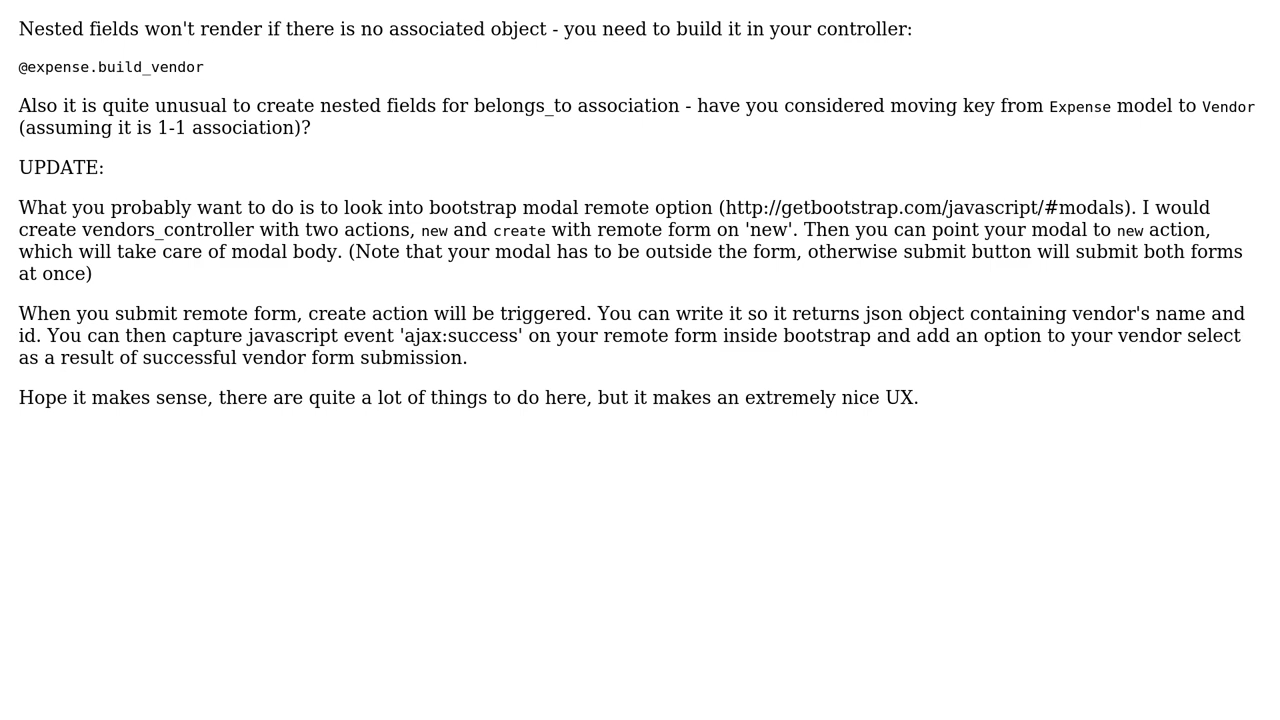 Nested fields won't render if there is no associated object - you need to build it in your controller:
@expense.build_vendor
Also it is quite unusual to create nested fields for belongs_to association - have you considered moving key from Expense model to Vendor
(assuming it is 1-1 association)?
UPDATE:
What you probably want to do is to look into bootstrap modal remote option (http://getbootstrap.com/javascript/#modals). I would
create vendors_controller with two actions, new and create with remote form on 'new'. Then you can point your modal to new action,
which will take care of modal body. (Note that your modal has to be outside the form, otherwise submit button will submit both forms
at once)
When you submit remote form, create action will be triggered. You can write it so it returns json object containing vendor's name and
id. You can then capture javascript event 'ajax:success' on your remote form inside bootstrap and add an option to your vendor select
as a result of successful vendor form submission.
Hope it makes sense, there are quite a lot of things to do here, but it makes an extremely nice UX.